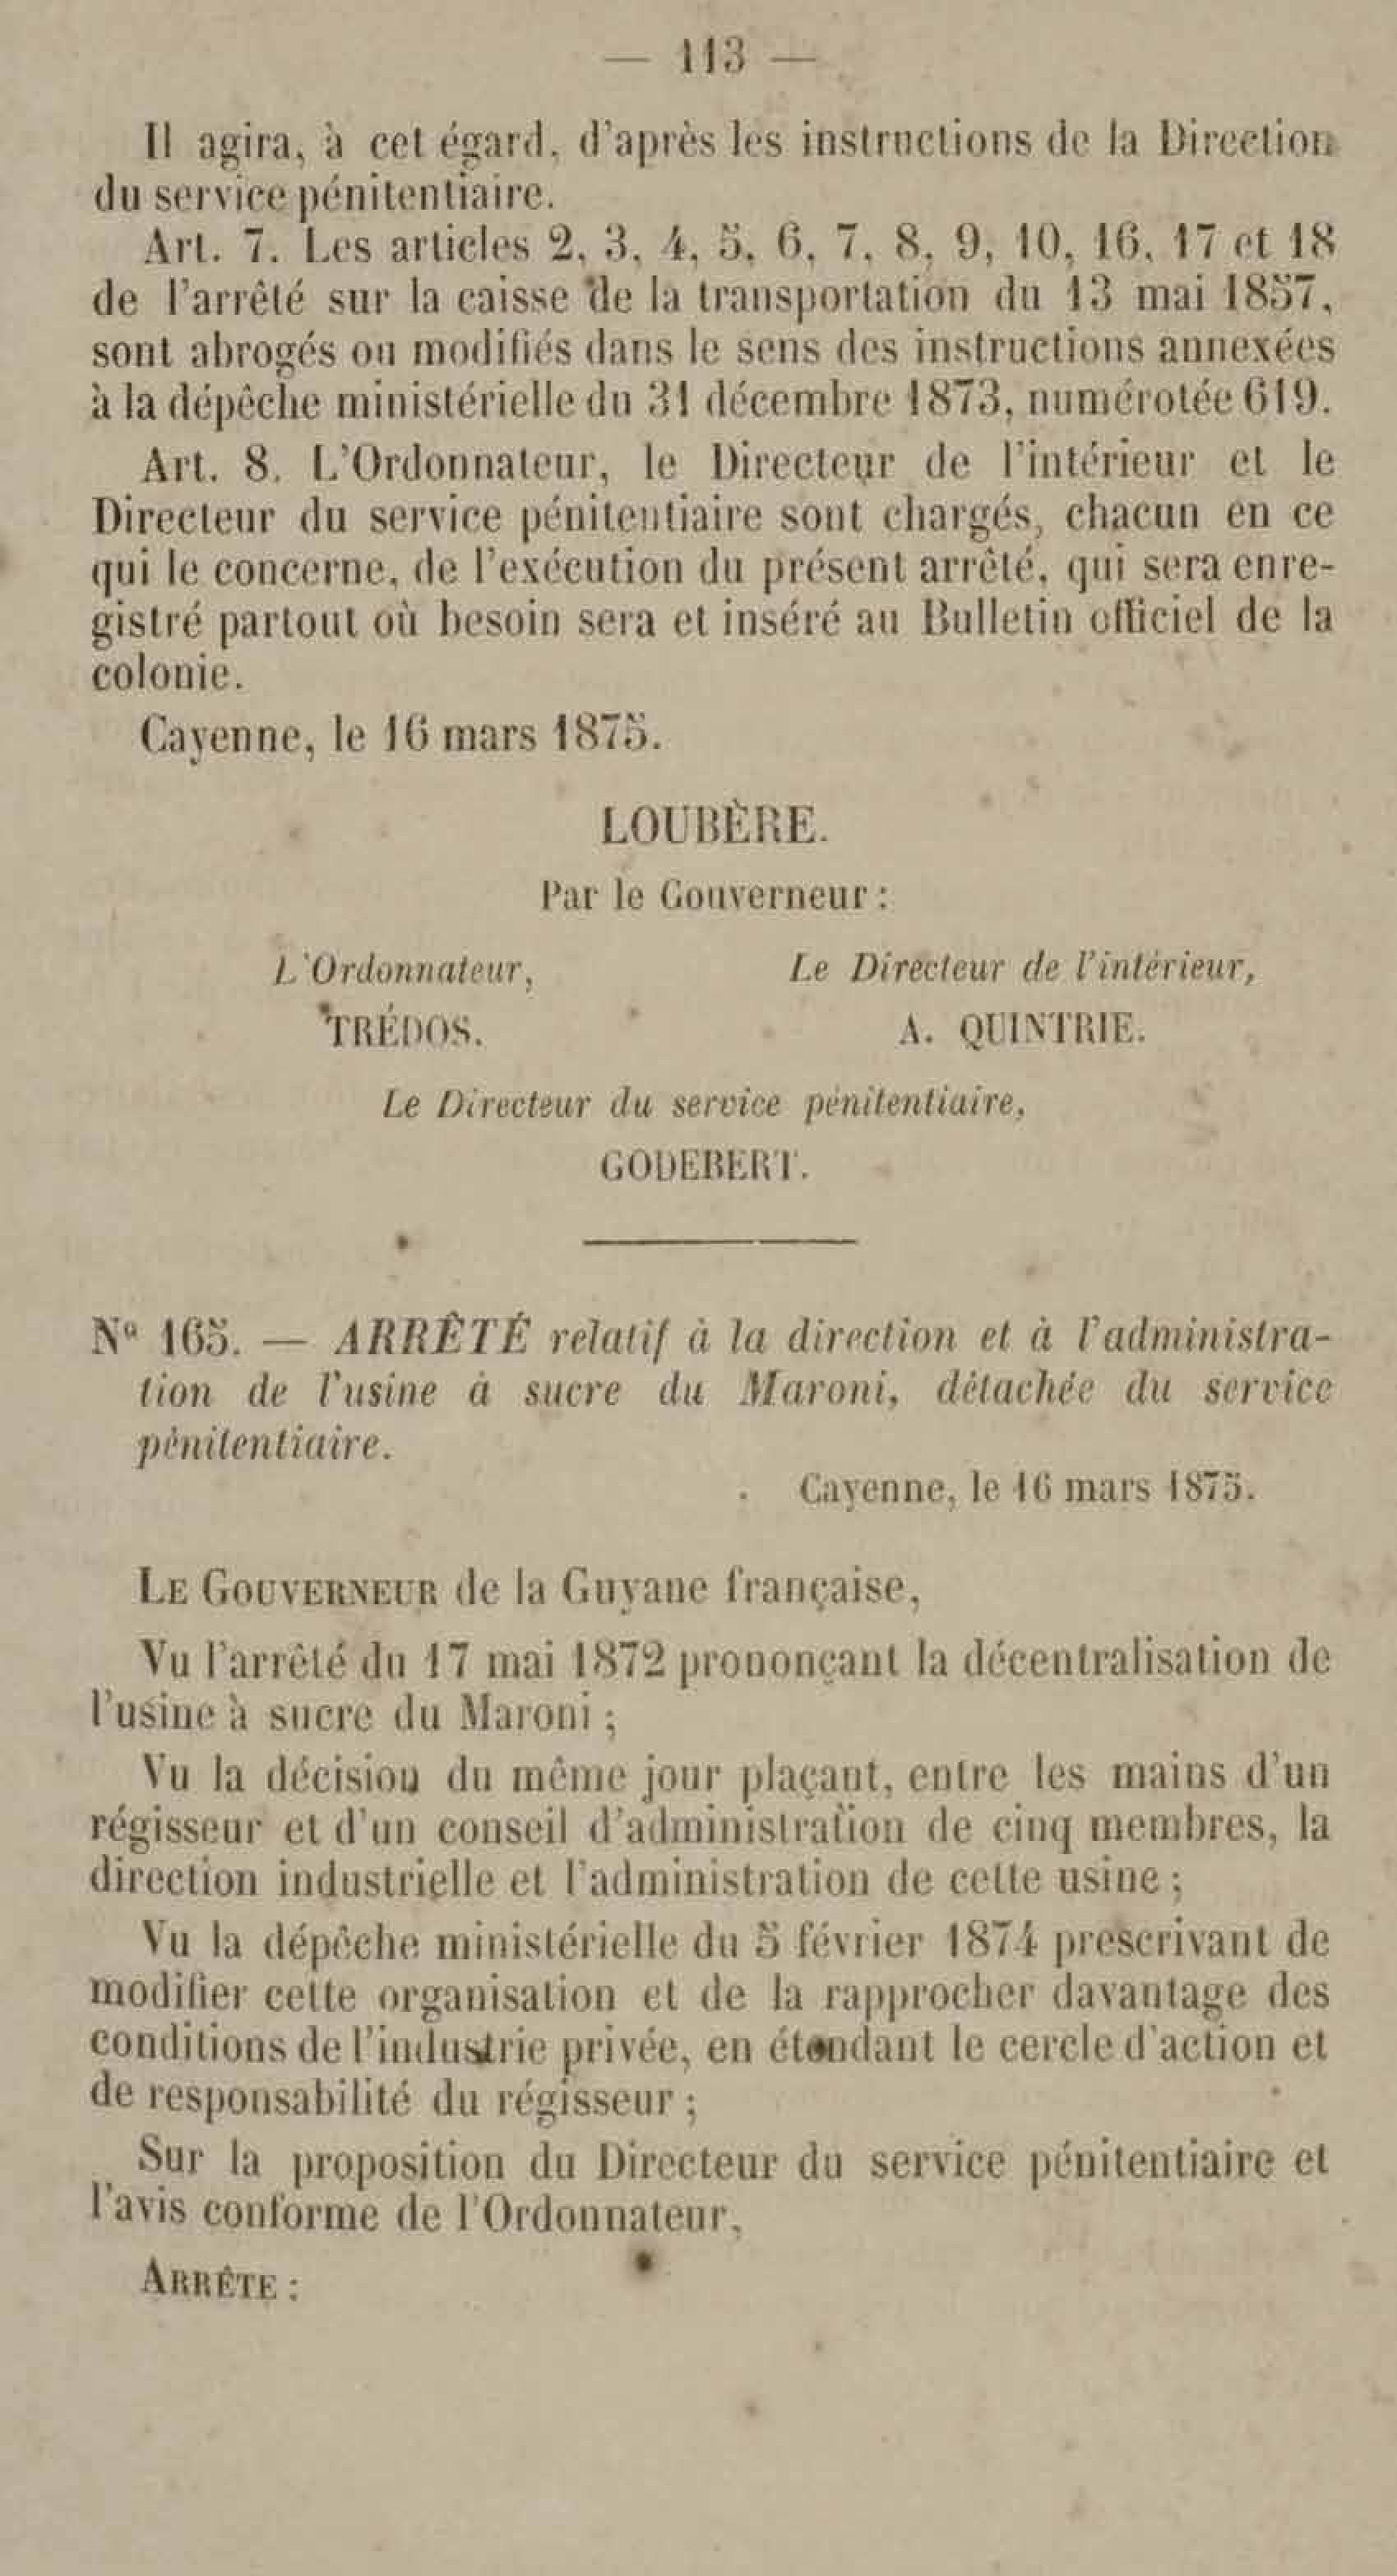 — 113 —
Il agira, à cet égard, d'après les instructions de la Direction
du service pénitentiaire.
Art. 7. Les articles 2, 3, 4, 5, 6, 7, 8, 9, 10, 16, 17 et 18
de l'arrêté sur la caisse de la transportation du 13 mai 1857,
sont abrogés ou modifiés dans le sens des instructions annexées
à la dépêche ministérielle du 31 décembre 1873, numérotée 619.
Art. 8. L'Ordonnateur, le Directeur de l'intérieur et le
Directeur du service pénitentiaire sont chargés, chacun en ce
qui le concerne, de l'exécution du présent arrêté, qui sera enre-
gistré partout où besoin sera et inséré au Bulletin officiel de la
colonie.
Cayenne, le 16 mars 1875.
LOUBÈRE.
Par le Gouverneur :
L'Ordonnateur, Le Directeur de l'intérieur,
TRÉDOS. A. QUINTRIE.
Le Directeur du service pénitentiaire,
GODEBERT.
N° 165. — ARRÊTÉ relatif à la direction et à l'administra-
tion de l'usine à sucre du Maroni, détachée du service
pénitentiaire.
Cayenne, le 16 mars 1875.
LE GOUVERNEUR de la Guyane française,
Vu l'arrêté du 17 mai 1872 prononçant la décentralisation de
l'usine à sucre du Maroni ;
Vu la décision du même jour plaçant, entre les mains d'un
régisseur et d'un conseil d'administration de cinq membres, la
direction industrielle et l'administration de cette usine ;
Vu la dépêche ministérielle du 5 février 1874 prescrivant de
modifier cette organisation et de la rapprocher davantage des
conditions de l'industrie privée, en étendant le cercle d'action et
de responsabilité du régisseur ;
Sur la proposition du Directeur du service pénitentiaire et
l'avis conforme de l'Ordonnateur,
ARRÊTE :